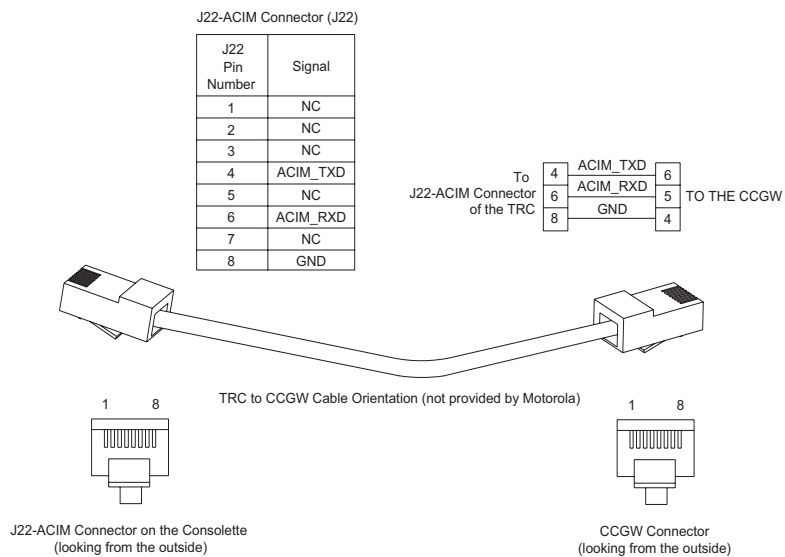 J22-ACIM Connector (J22)
J22
Pin
Number
Signal
1 NC
2 NC
3 NC
4 ACIM_TXD
5 NC
6 ACIM_RXD
7 NC
8 GND
To
J22-ACIM Connector
of the TRC
4 ACIM_TXD 6
6 ACIM_RXD 5
8 GND 4
TO THE CCGW
TRC to CCGW Cable Orientation (not provided by Motorola)
1 8
J22-ACIM Connector on the Consolette
(looking from the outside)
1 8
CCGW Connector
(looking from the outside)